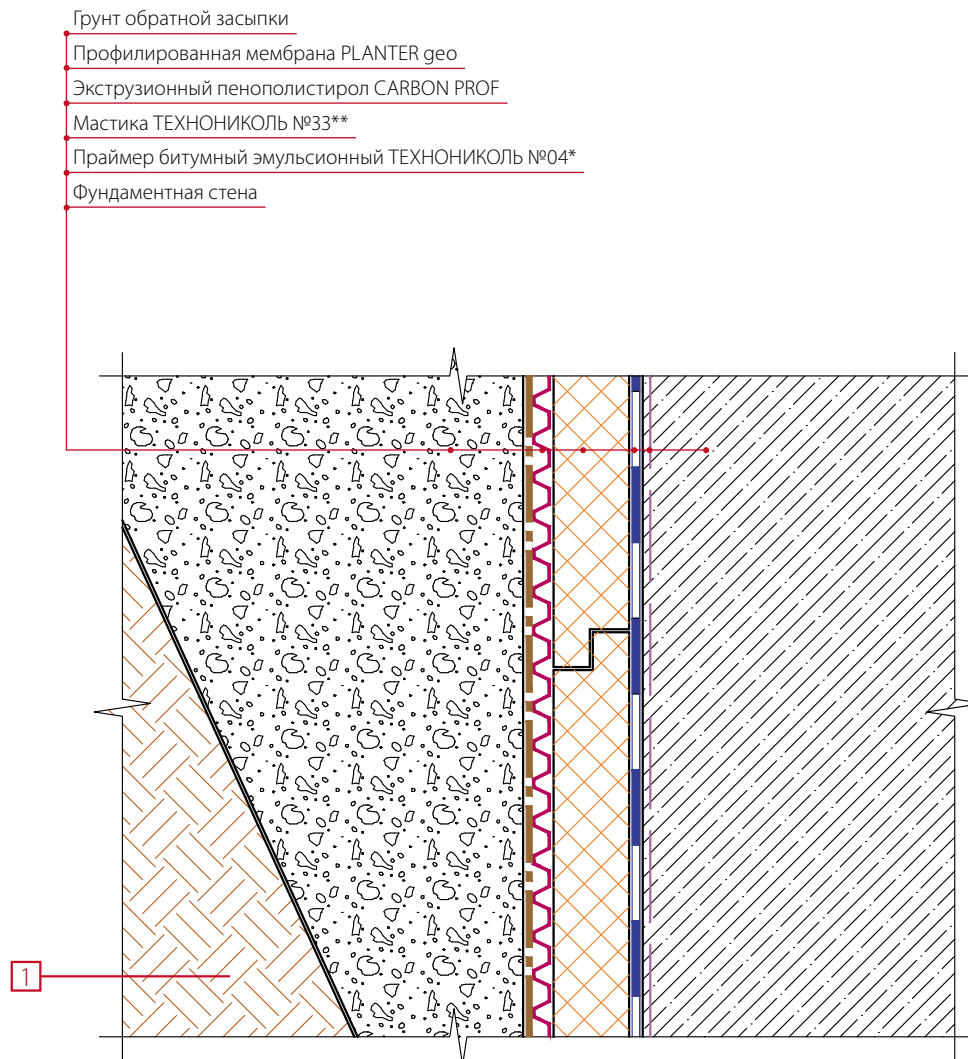 Грунт обратной засыпки
Профилированная мембрана PLANTER geo
Экструзионный пенополистирол CARBON PROF
Мастика ТЕХНОНИКОЛЬ №33**
Праймер битумный эмульсионный ТЕХНОНИКОЛЬ №04*
Фундаментная стена
1